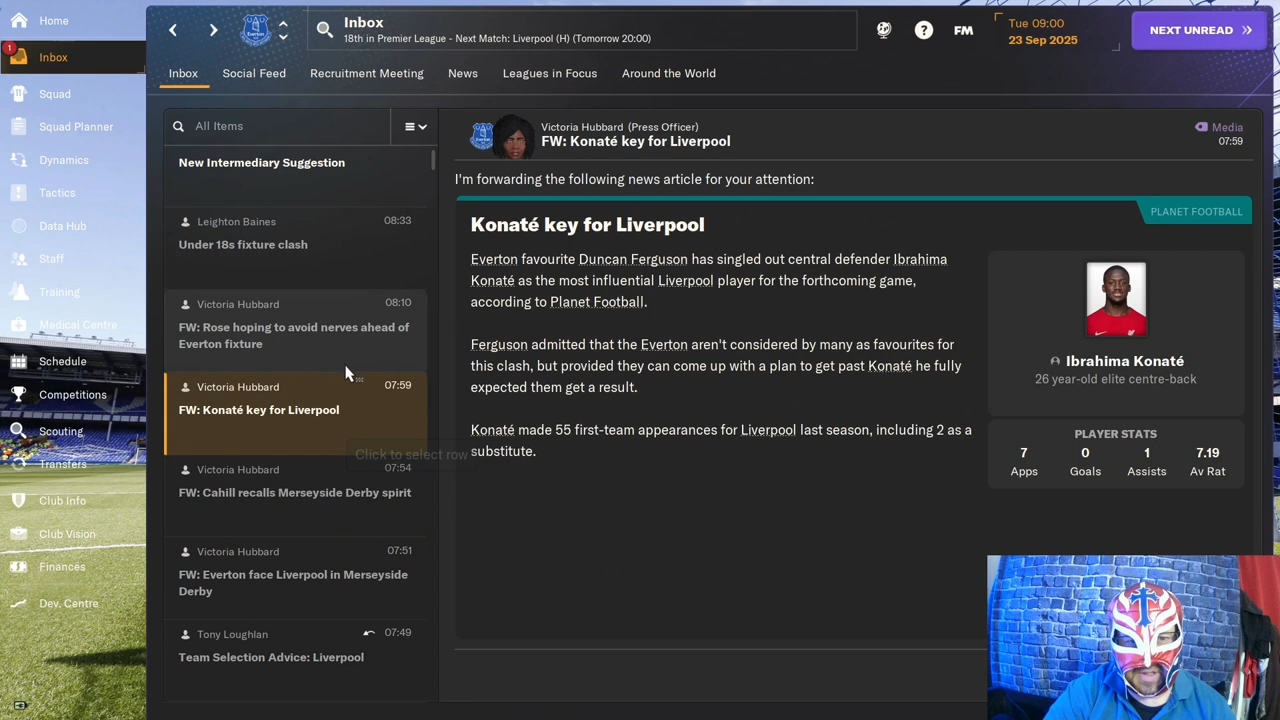 Home
1
Inbox
Squad
Squad Planner
Dynamics
Tactics
Data Hub
Staff
Training
Medical Centre
Schedule
Competitions
Scouting
Transfers
Club Info
Club Vision
Finances
Dev. Centre
Everton
Inbox
18th in Premier League - Next Match: Liverpool (H) (Tomorrow 20:00)
?
FM
Tue 09:00
23 Sep 2025
NEXT UNREAD
Inbox
Social Feed
Recruitment Meeting
News
Leagues in Focus
Around the World
All Items
New Intermediary Suggestion
Leighton Baines 08:33
Under 18s fixture clash
Victoria Hubbard 08:10
FW: Rose hoping to avoid nerves ahead of
Everton fixture
Victoria Hubbard 07:59
FW: Konaté key for Liverpool
Click to select row
Victoria Hubbard 07:54
FW: Cahill recalls Merseyside Derby spirit
Victoria Hubbard 07:51
FW: Everton face Liverpool in Merseyside
Derby
Tony Loughlan 07:49
Team Selection Advice: Liverpool
Victoria Hubbard (Press Officer)
FW: Konaté key for Liverpool
Media
07:59
I'm forwarding the following news article for your attention:
PLANET FOOTBALL
Konaté key for Liverpool
Everton favourite Duncan Ferguson has singled out central defender Ibrahima
Konaté as the most influential Liverpool player for the forthcoming game,
according to Planet Football.
Ferguson admitted that the Everton aren't considered by many as favourites for
this clash, but provided they can come up with a plan to get past Konaté he fully
expected them get a result.
Konaté made 55 first-team appearances for Liverpool last season, including 2 as a
substitute.
Ibrahima Konaté
26 year-old elite centre-back
PLAYER STATS
7 0 1 7.19
Apps Goals Assists Av Rat